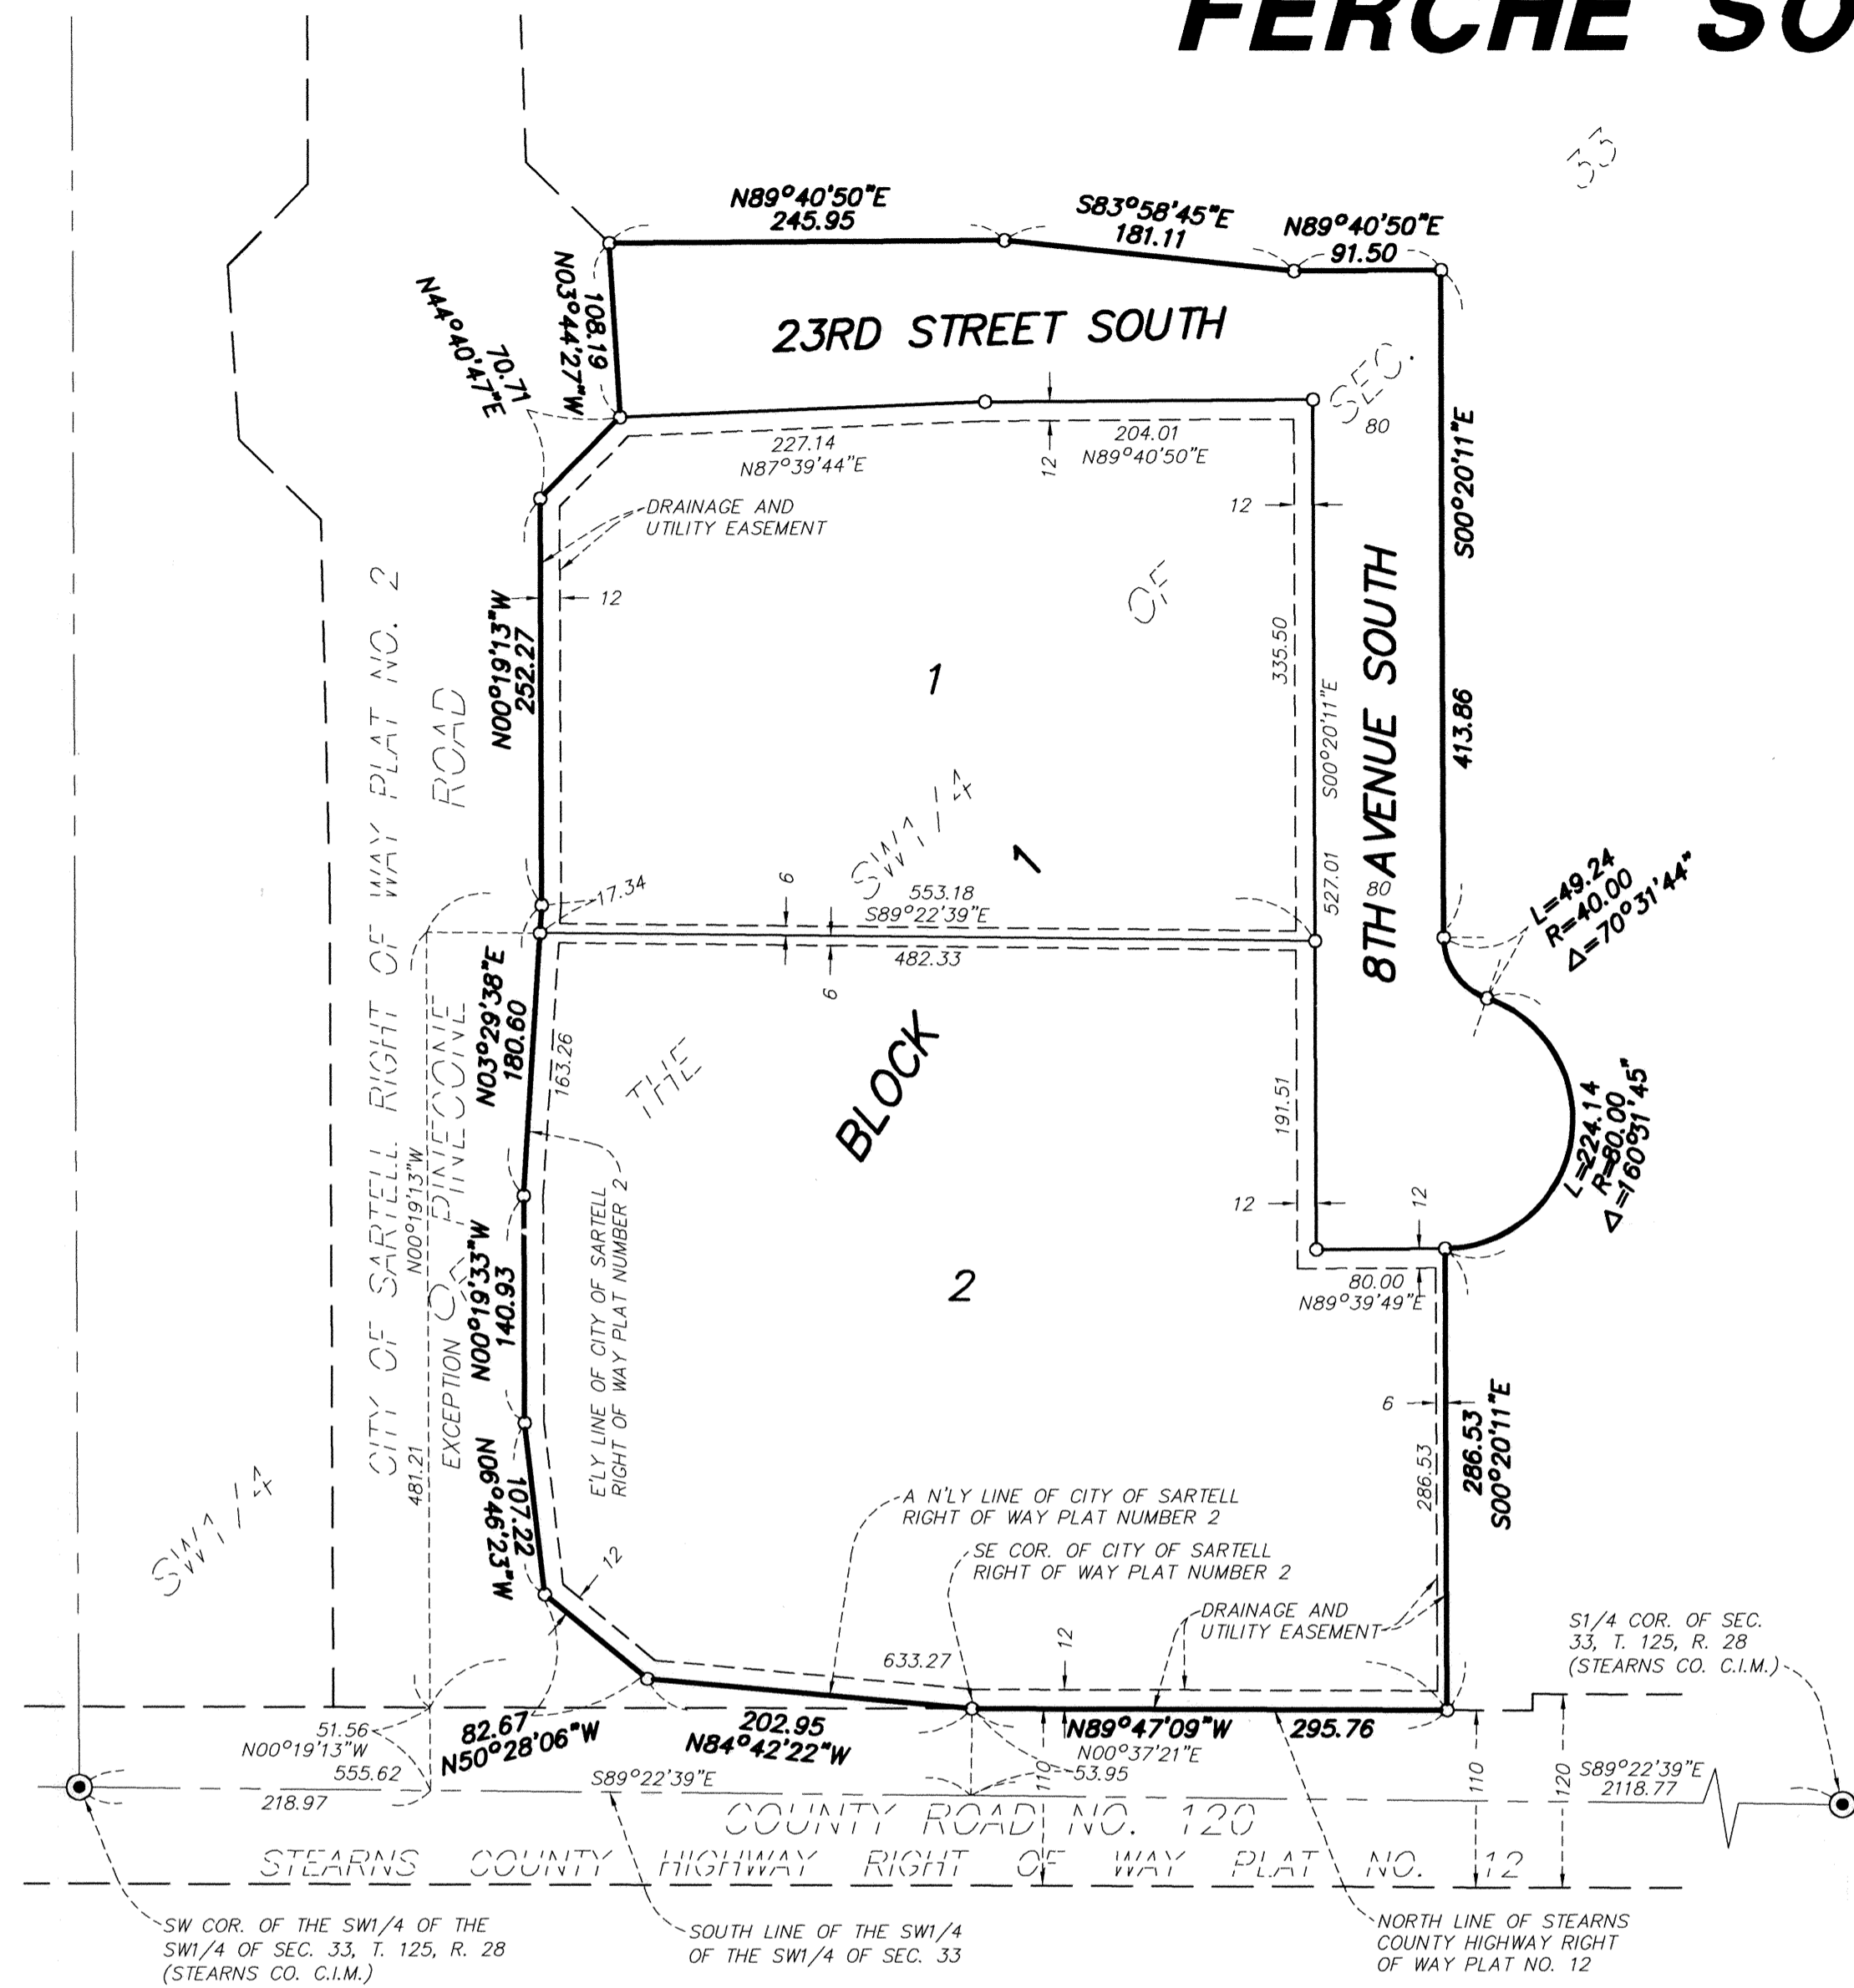 FERCHE SO
33
N89°40'50"E
245.95
S83°58'45"E
181.11
N89°40'50"E
91.50
N03°44'27"W
108.19
N44°40'47"E
70.71
23RD STREET SOUTH
SEC.
80
227.14
N87°39'44"E
12
204.01
N89°40'50"E
DRAINAGE AND
UTILITY EASEMENT
12
12
S00°20'11"E
413.86
OF
N00°19'13"W
252.27
1
335.50
S00°20'11"E
527.01
8TH AVENUE SOUTH
80
CITY OF SARTELL RIGHT OF WAY PLAT NO. 2
PINECONE ROAD
SW1/4
1
17.34
6
553.18
S89°22'39"E
482.33
6
L=49.24
R=40.00
Δ=70°31'44"
N03°29'38"E
180.60
163.26
THE
BLOCK
191.51
L=224.14
R=80.00
Δ=160°31'45"
N00°19'13"W
481.21
EXCEPTION
N00°19'33"W
140.93
E'LY LINE OF CITY OF SARTELL
RIGHT OF WAY PLAT NUMBER 2
12
12
80.00
N89°39'49"E
2
6
286.53
286.53
S00°20'11"E
SW1/4
N06°46'23"W
107.22
12
A N'LY LINE OF CITY OF SARTELL
RIGHT OF WAY PLAT NUMBER 2
SE COR. OF CITY OF SARTELL
RIGHT OF WAY PLAT NUMBER 2
DRAINAGE AND
UTILITY EASEMENT
12
633.27
S1/4 COR. OF SEC.
33, T. 125, R. 28
(STEARNS CO. C.I.M.)
51.56
N00°19'13"W
555.62
218.97
82.67
N50°28'06"W
202.95
N84°42'22"W
N89°47'09"W
295.76
N00°37'21"E
53.95
S89°22'39"E
110
110
120
S89°22'39"E
2118.77
COUNTY ROAD NO. 120
STEARNS COUNTY HIGHWAY RIGHT OF WAY PLAT NO. 12
SW COR. OF THE SW1/4 OF THE
SW1/4 OF SEC. 33, T. 125, R. 28
(STEARNS CO. C.I.M.)
SOUTH LINE OF THE SW1/4
OF THE SW1/4 OF SEC. 33
NORTH LINE OF STEARNS
COUNTY HIGHWAY RIGHT
OF WAY PLAT NO. 12